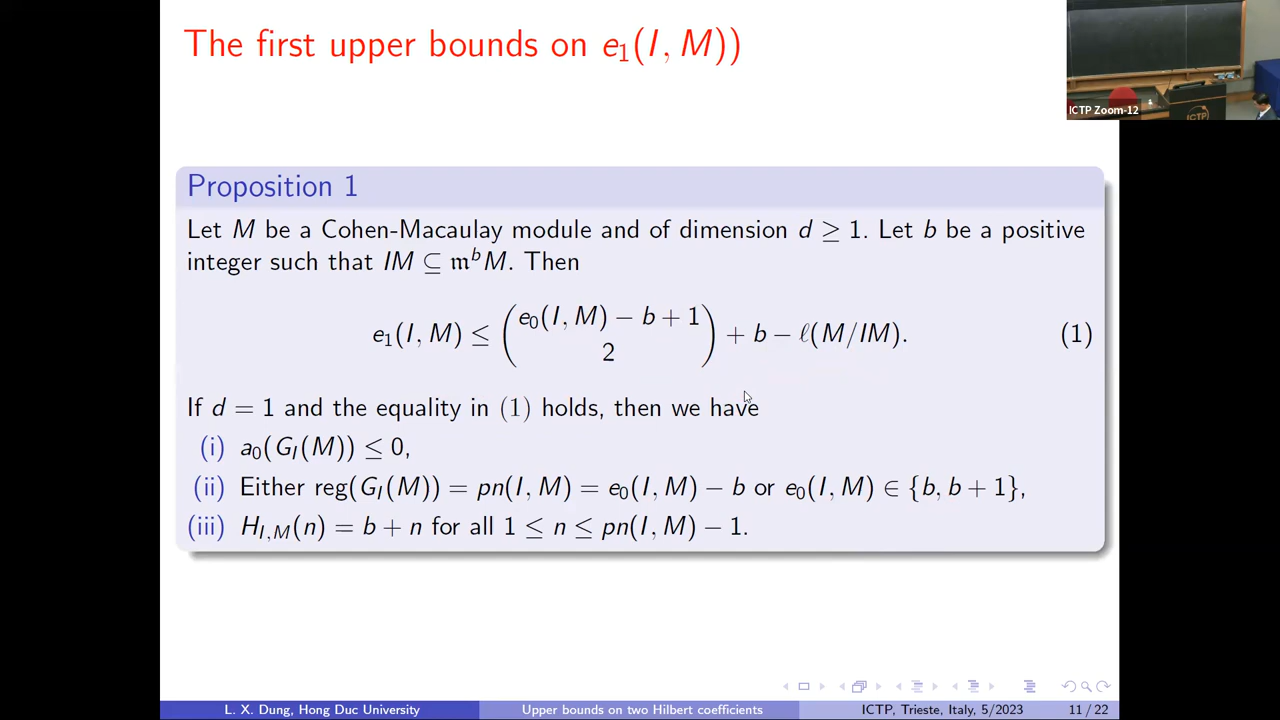 The first upper bounds on e₁(I, M))
ICTP Zoom-12
ICTP
Proposition 1
Let M be a Cohen-Macaulay module and of dimension d ≥ 1. Let b be a positive
integer such that IM ⊆ 𝔪ᵇM. Then
e₁(I, M) ≤ \binom{e₀(I, M) − b + 1}{2} + b − ℓ(M/IM). (1)
If d = 1 and the equality in (1) holds, then we have
(i) a₀(G_I(M)) ≤ 0,
(ii) Either reg(G_I(M)) = pn(I, M) = e₀(I, M) − b or e₀(I, M) ∈ {b, b + 1},
(iii) H_{I,M}(n) = b + n for all 1 ≤ n ≤ pn(I, M) − 1.
L. X. Dung, Hong Duc University Upper bounds on two Hilbert coefficients ICTP, Trieste, Italy, 5/2023 11 / 22